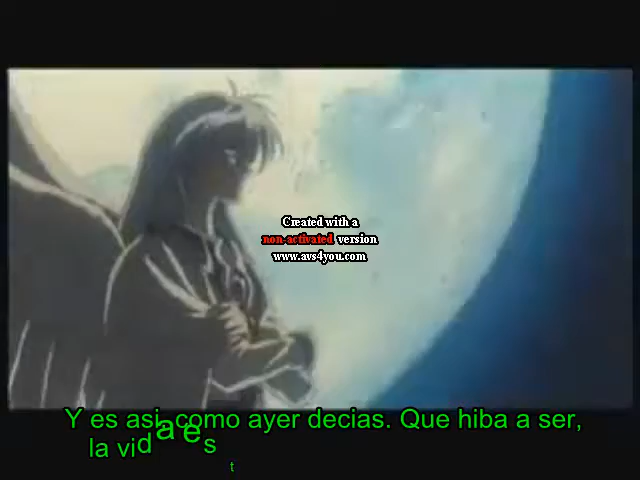 Created with a
non-activated version
www.avs4you.com
Y es asi, como ayer decias. Que hiba a ser,
la vida es t